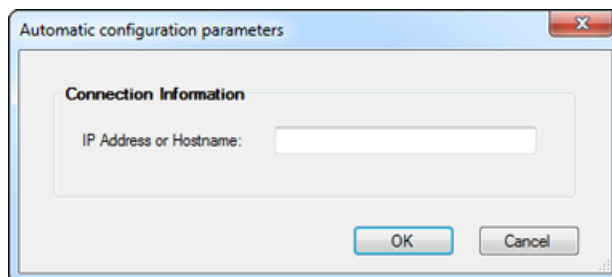 Automatic configuration parameters
Connection Information
IP Address or Hostname:
OK Cancel